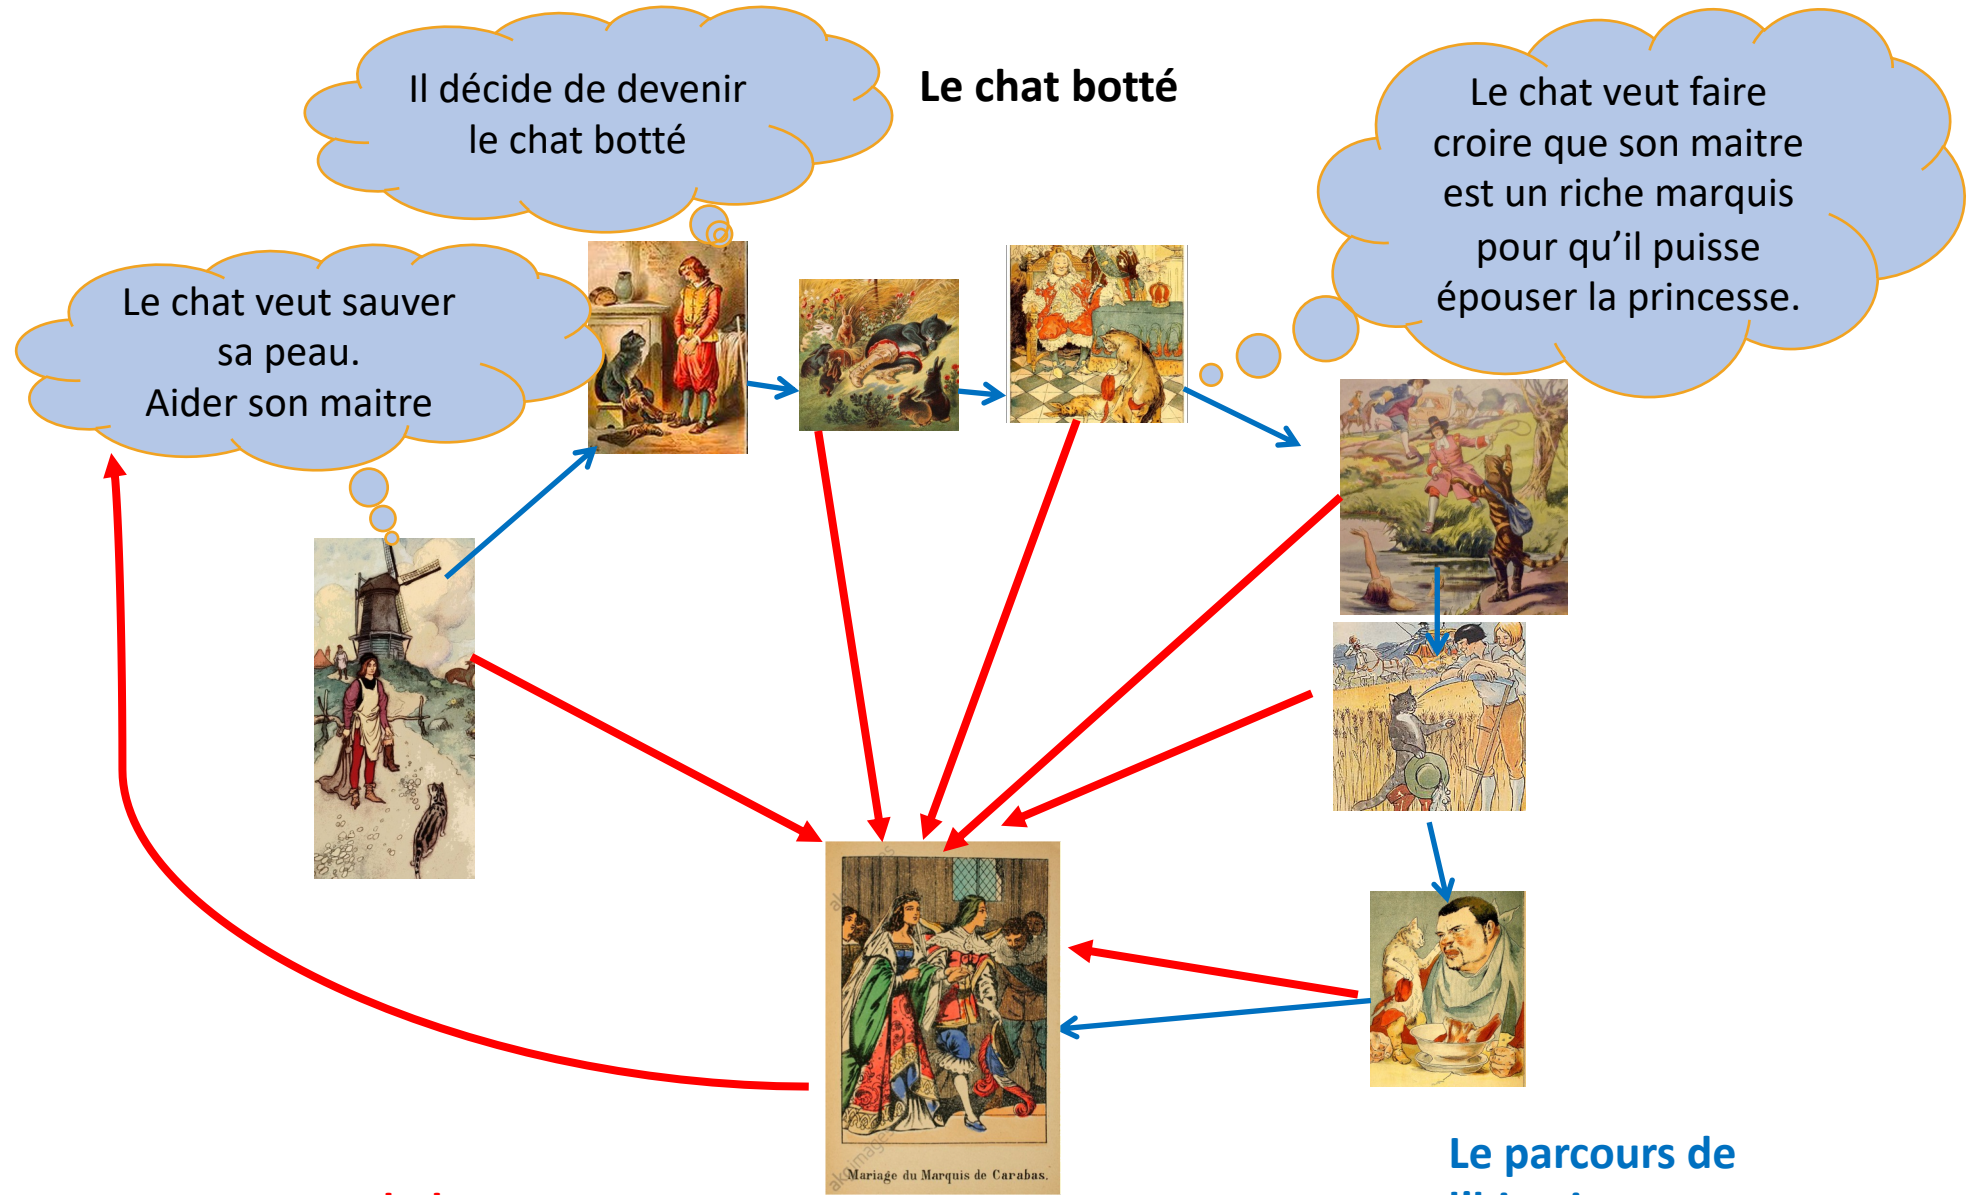 Le chat botté
Il décide de devenir
le chat botté
Le chat veut faire
croire que son maitre
est un riche marquis
pour qu’il puisse
épouser la princesse.
Le chat veut sauver
sa peau.
Aider son maitre
Mariage du Marquis de Carabas.
Le parcours de